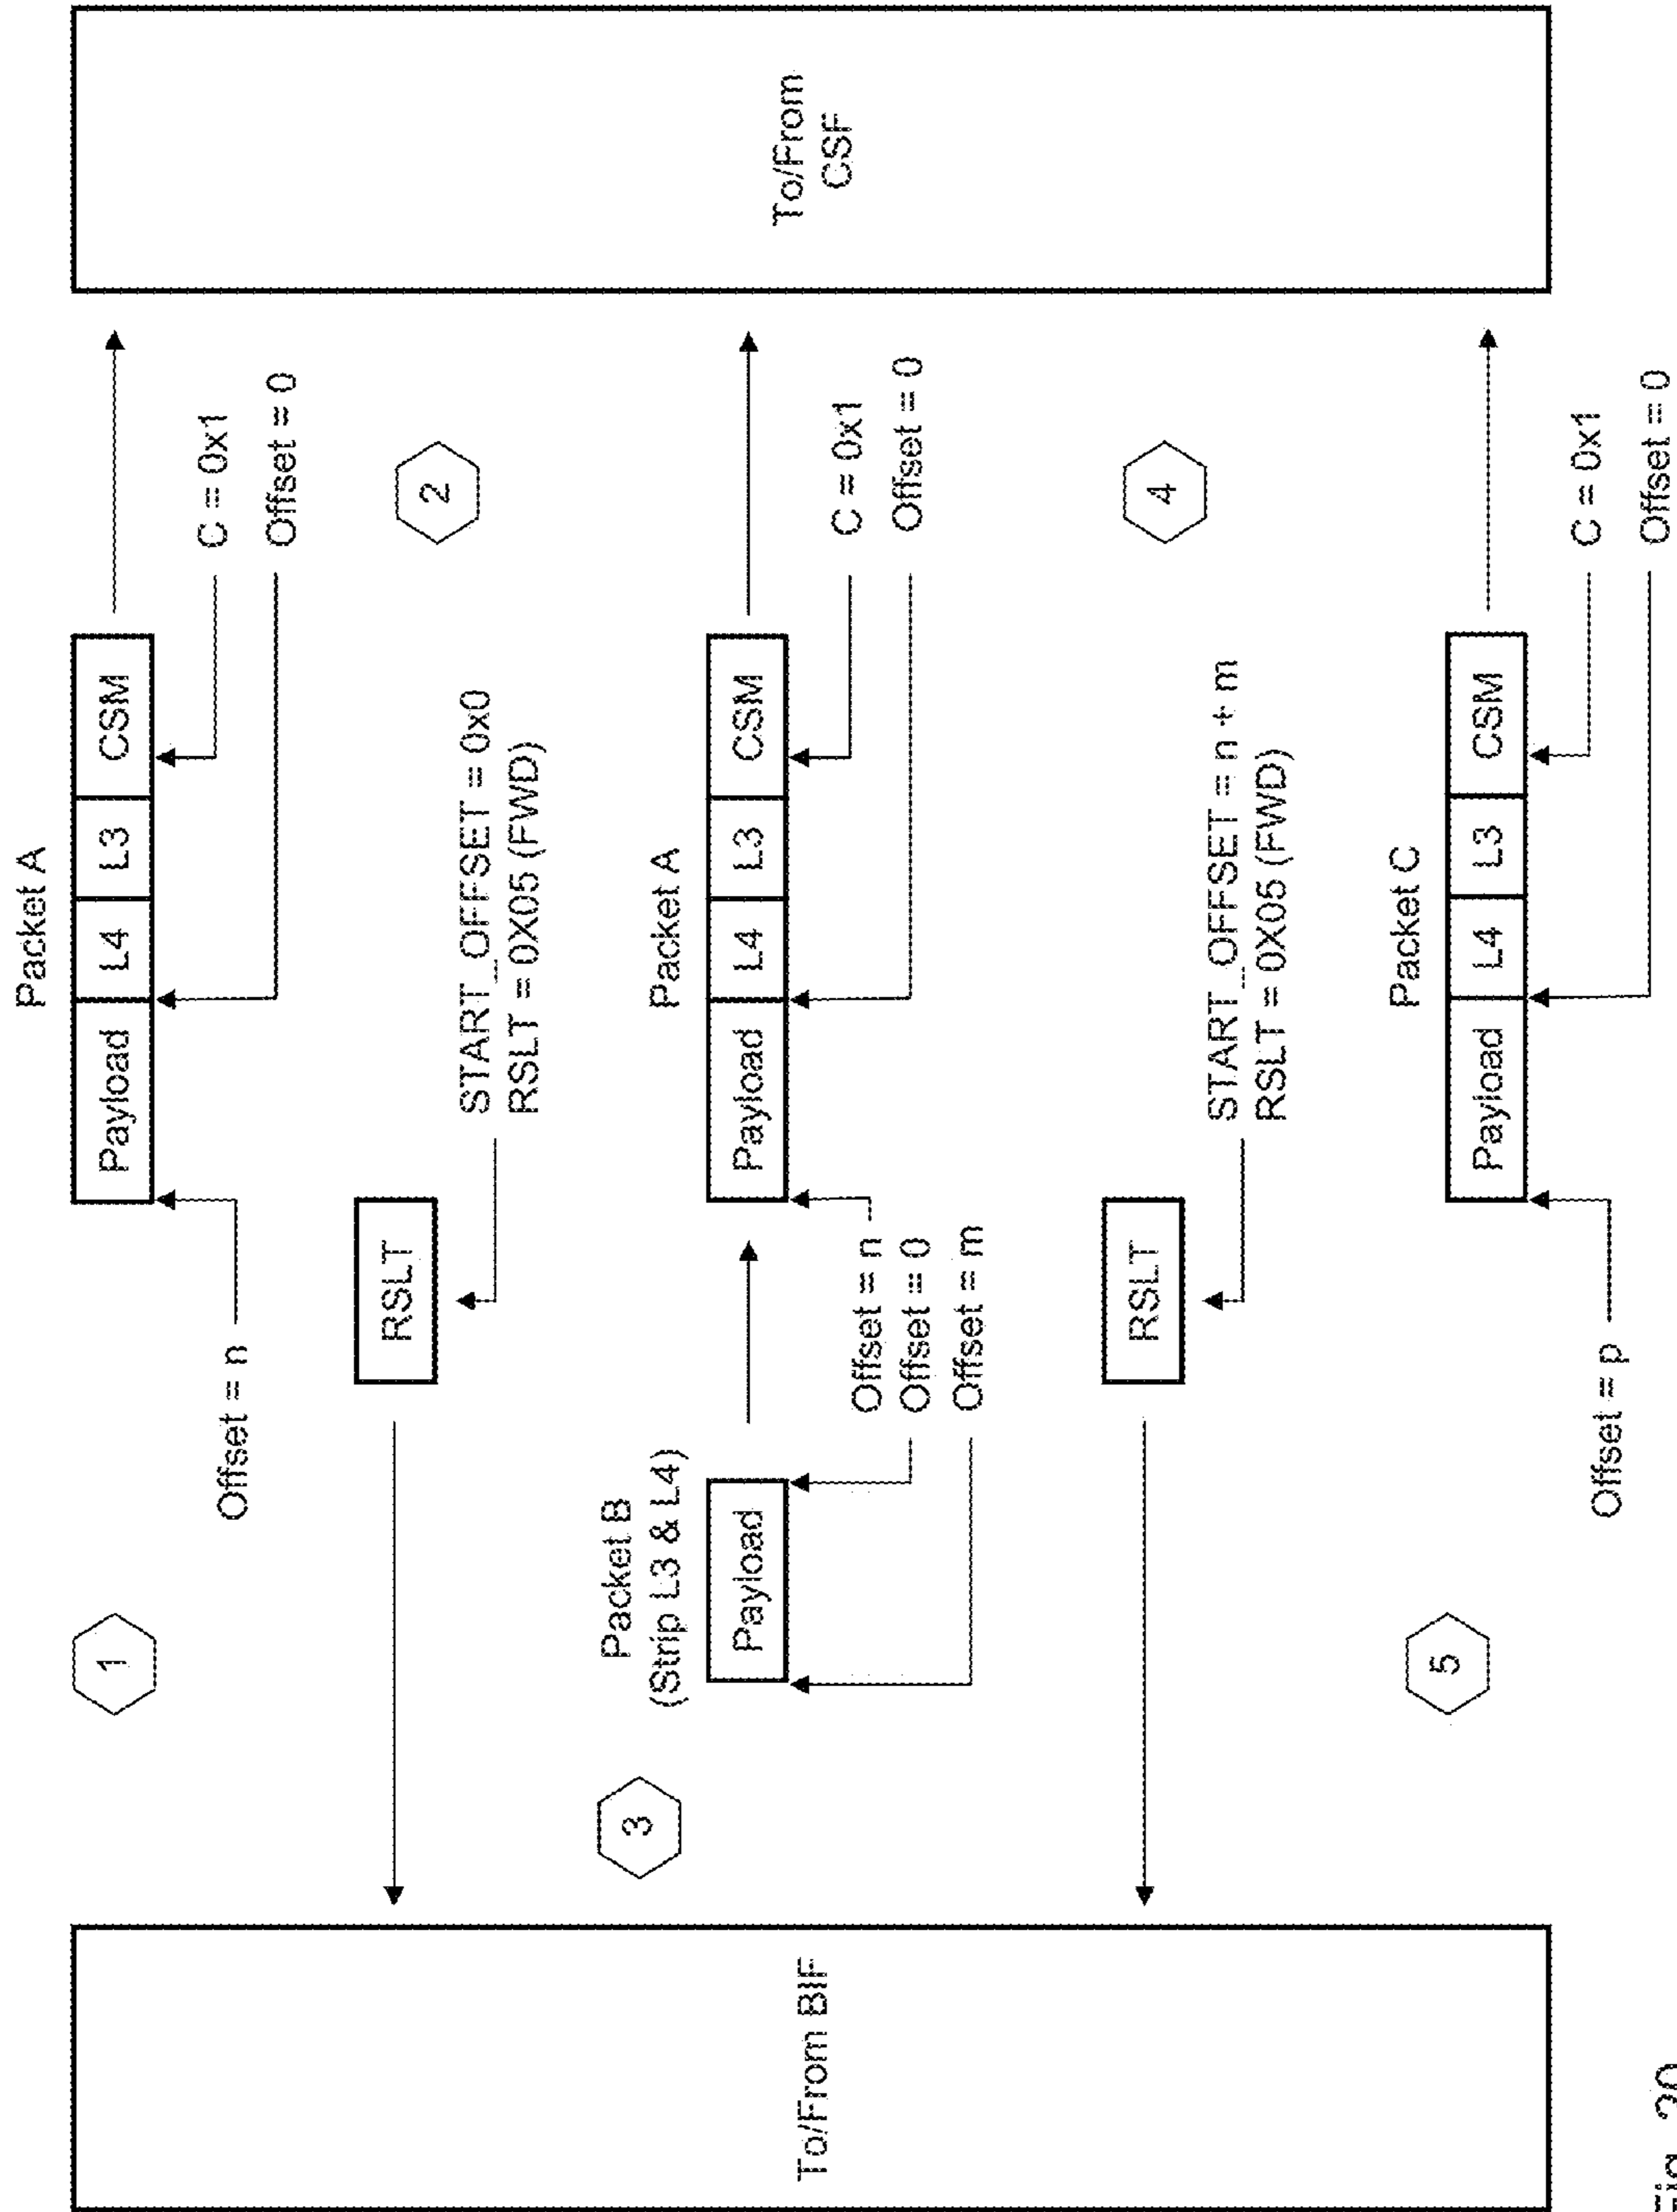 To/From BIF
1
Offset = n
Packet A
Payload
L4
L3
CSM
C = 0x1
Offset = 0
To/From
CSF
2
RSLT
START_OFFSET = 0x0
RSLT = 0X05 (FWD)
3
Packet B
(Strip L3 & L4)
Payload
Offset = n
Offset = 0
Offset = m
Packet A
Payload
L4
L3
CSM
C = 0x1
Offset = 0
4
RSLT
START_OFFSET = n + m
RSLT = 0X05 (FWD)
5
Offset = p
Packet C
Payload
L4
L3
CSM
C = 0x1
Offset = 0